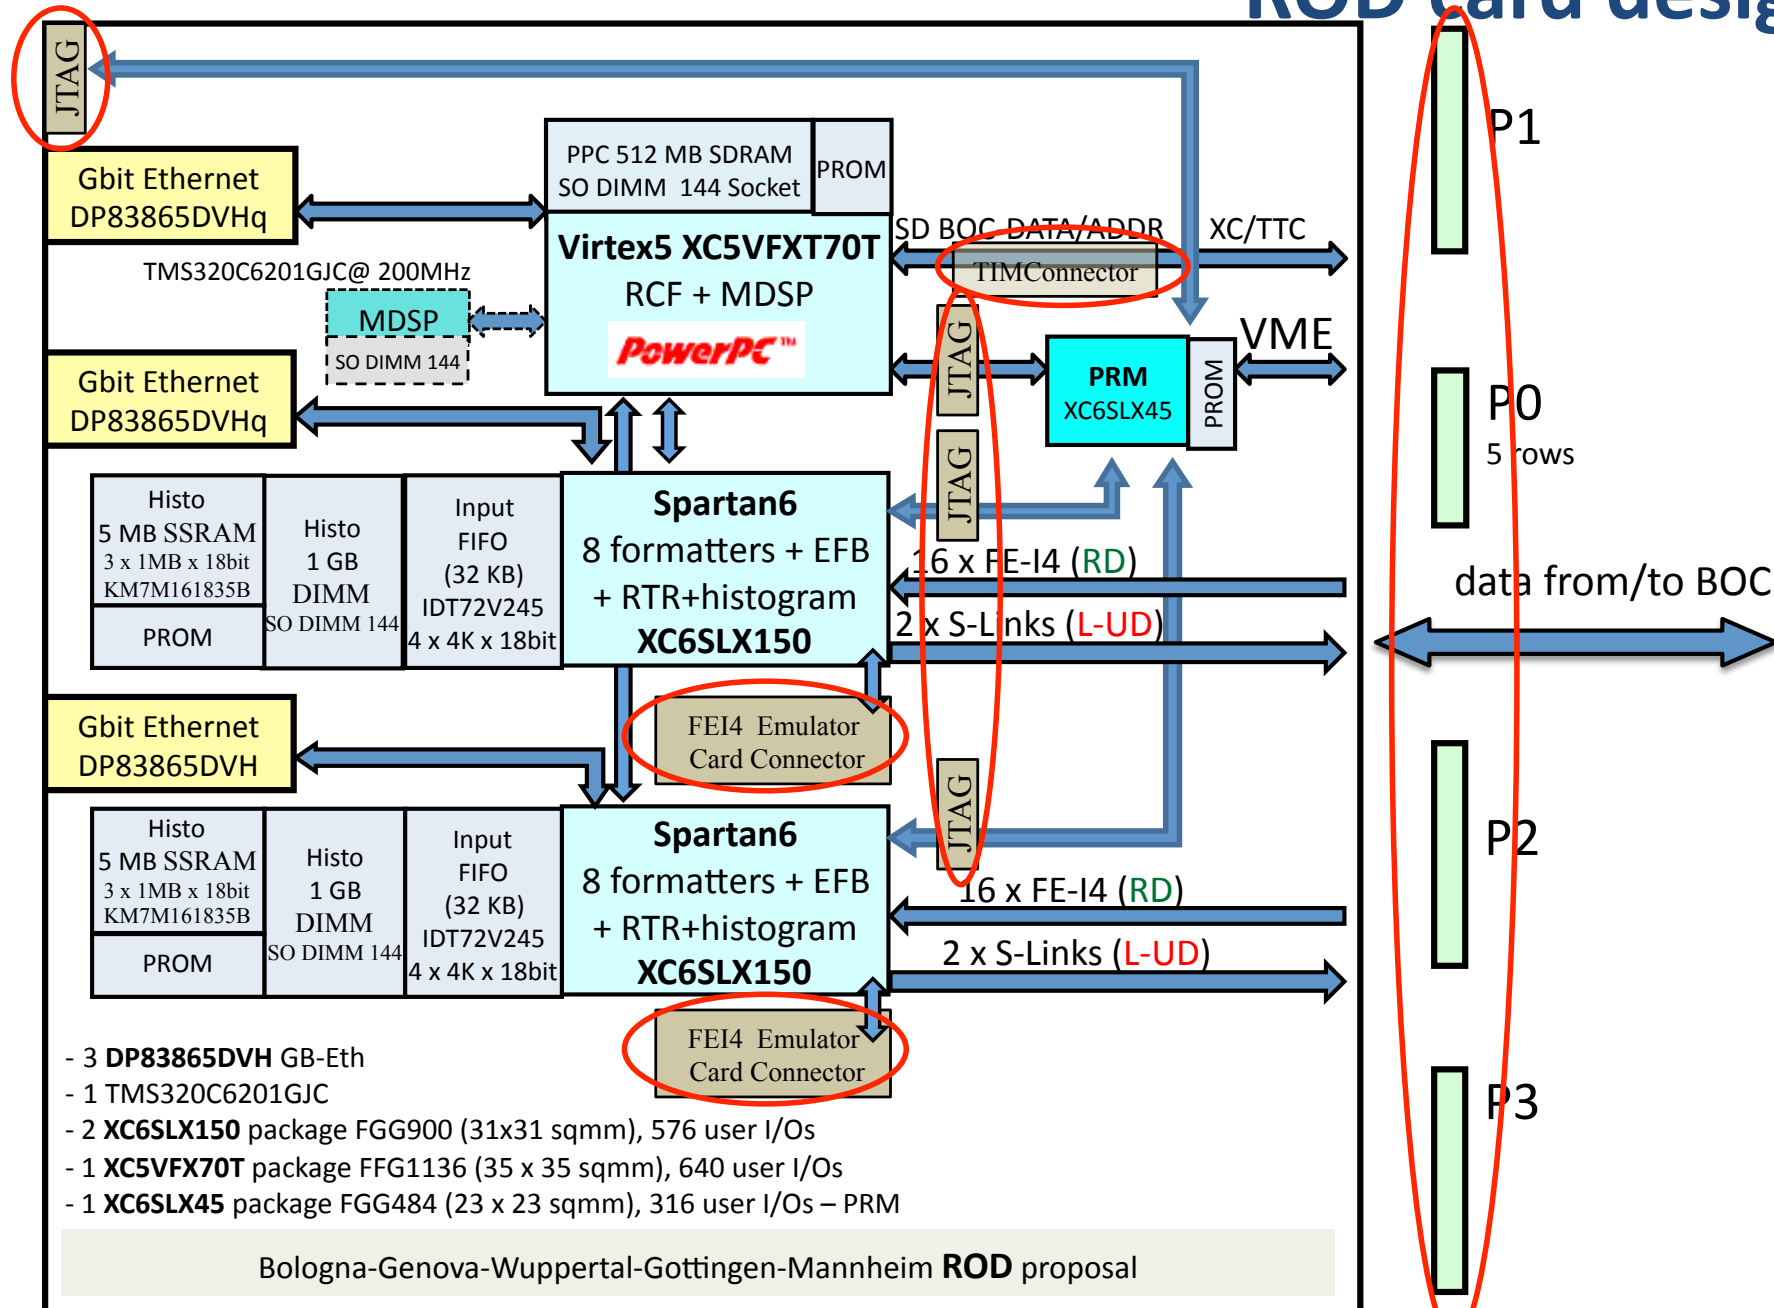 ROD card desig
JTAG
P1
Gbit Ethernet
DP83865DVHq
PPC 512 MB SDRAM
SO DIMM 144 Socket
PROM
Virtex5 XC5VFXT70T
RCF + MDSP
PowerPC™
SD BOC-DATA/ADDR
XC/TTC
TIMConnector
TMS320C6201GJC@ 200MHz
MDSP
SO DIMM 144
JTAG
PRM
XC6SLX45
PROM
VME
Gbit Ethernet
DP83865DVHq
P0
5 rows
JTAG
Histo
5 MB SSRAM
3 x 1MB x 18bit
KM7M161835B
PROM
Histo
1 GB
DIMM
SO DIMM 144
Input
FIFO
(32 KB)
IDT72V245
4 x 4K x 18bit
Spartan6
8 formatters + EFB
+ RTR+histogram
XC6SLX150
16 x FE-I4 (RD)
2 x S-Links (L-UD)
data from/to BOC
FEI4 Emulator
Card Connector
Gbit Ethernet
DP83865DVH
JTAG
P2
Histo
5 MB SSRAM
3 x 1MB x 18bit
KM7M161835B
PROM
Histo
1 GB
DIMM
SO DIMM 144
Input
FIFO
(32 KB)
IDT72V245
4 x 4K x 18bit
Spartan6
8 formatters + EFB
+ RTR+histogram
XC6SLX150
16 x FE-I4 (RD)
2 x S-Links (L-UD)
FEI4 Emulator
Card Connector
P3
- 3 DP83865DVH GB-Eth
- 1 TMS320C6201GJC
- 2 XC6SLX150 package FGG900 (31x31 sqmm), 576 user I/Os
- 1 XC5VFX70T package FFG1136 (35 x 35 sqmm), 640 user I/Os
- 1 XC6SLX45 package FGG484 (23 x 23 sqmm), 316 user I/Os – PRM
Bologna-Genova-Wuppertal-Gottingen-Mannheim ROD proposal